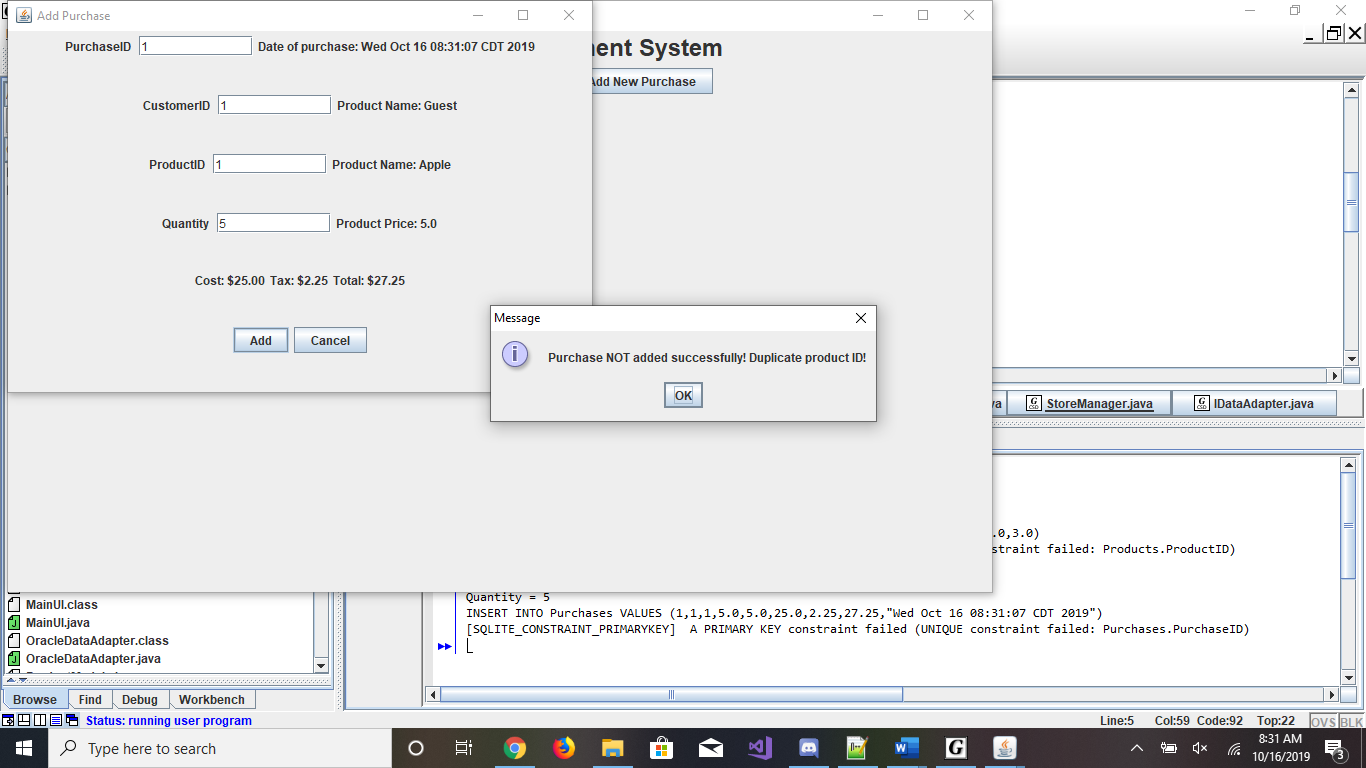 Add Purchase
PurchaseID 1 Date of purchase: Wed Oct 16 08:31:07 CDT 2019
ent System
Add New Purchase
CustomerID 1 Product Name: Guest
ProductID 1 Product Name: Apple
Quantity 5 Product Price: 5.0
Cost: $25.00 Tax: $2.25 Total: $27.25
Add Cancel
Message
Purchase NOT added successfully! Duplicate product ID!
OK
va StoreManager.java IDataAdapter.java
.0,3.0)
straint failed: Products.ProductID)
Quantity = 5
INSERT INTO Purchases VALUES (1,1,1,5.0,5.0,25.0,2.25,27.25,"Wed Oct 16 08:31:07 CDT 2019")
[SQLITE_CONSTRAINT_PRIMARYKEY]  A PRIMARY KEY constraint failed (UNIQUE constraint failed: Purchases.PurchaseID)
MainUI.class
MainUI.java
OracleDataAdapter.class
OracleDataAdapter.java
Browse Find Debug Workbench
Status: running user program
Line:5 Col:59 Code:92 Top:22 OVS BLK
Type here to search
8:31 AM
10/16/2019
3